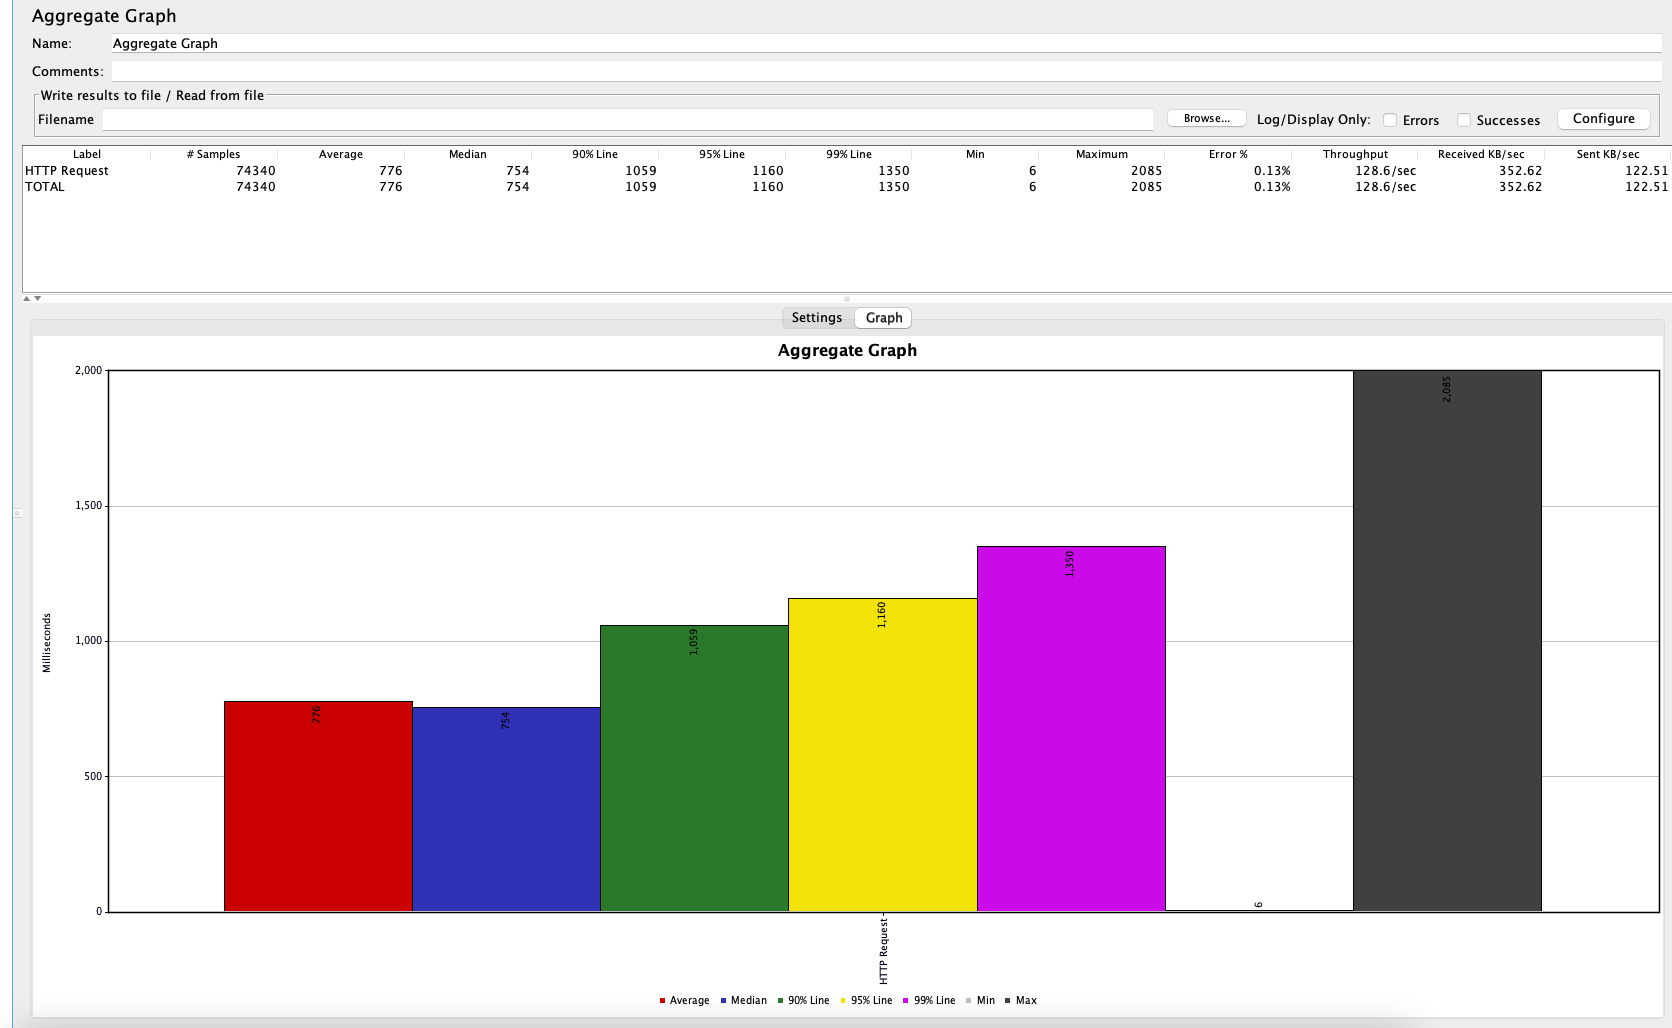 Aggregate Graph
Name: Aggregate Graph
Comments:
Write results to file / Read from file
Filename Browse... Log/Display Only: Errors Successes Configure
Label # Samples Average Median 90% Line 95% Line 99% Line Min Maximum Error % Throughput Received KB/sec Sent KB/sec
HTTP Request 74340 776 754 1059 1160 1350 6 2085 0.13% 128.6/sec 352.62 122.51
TOTAL 74340 776 754 1059 1160 1350 6 2085 0.13% 128.6/sec 352.62 122.51
Settings Graph
Aggregate Graph
2,000
1,500
1,000
500
0
Milliseconds
776
754
1,059
1,160
1,350
6
2,085
HTTP Request
Average Median 90% Line 95% Line 99% Line Min Max